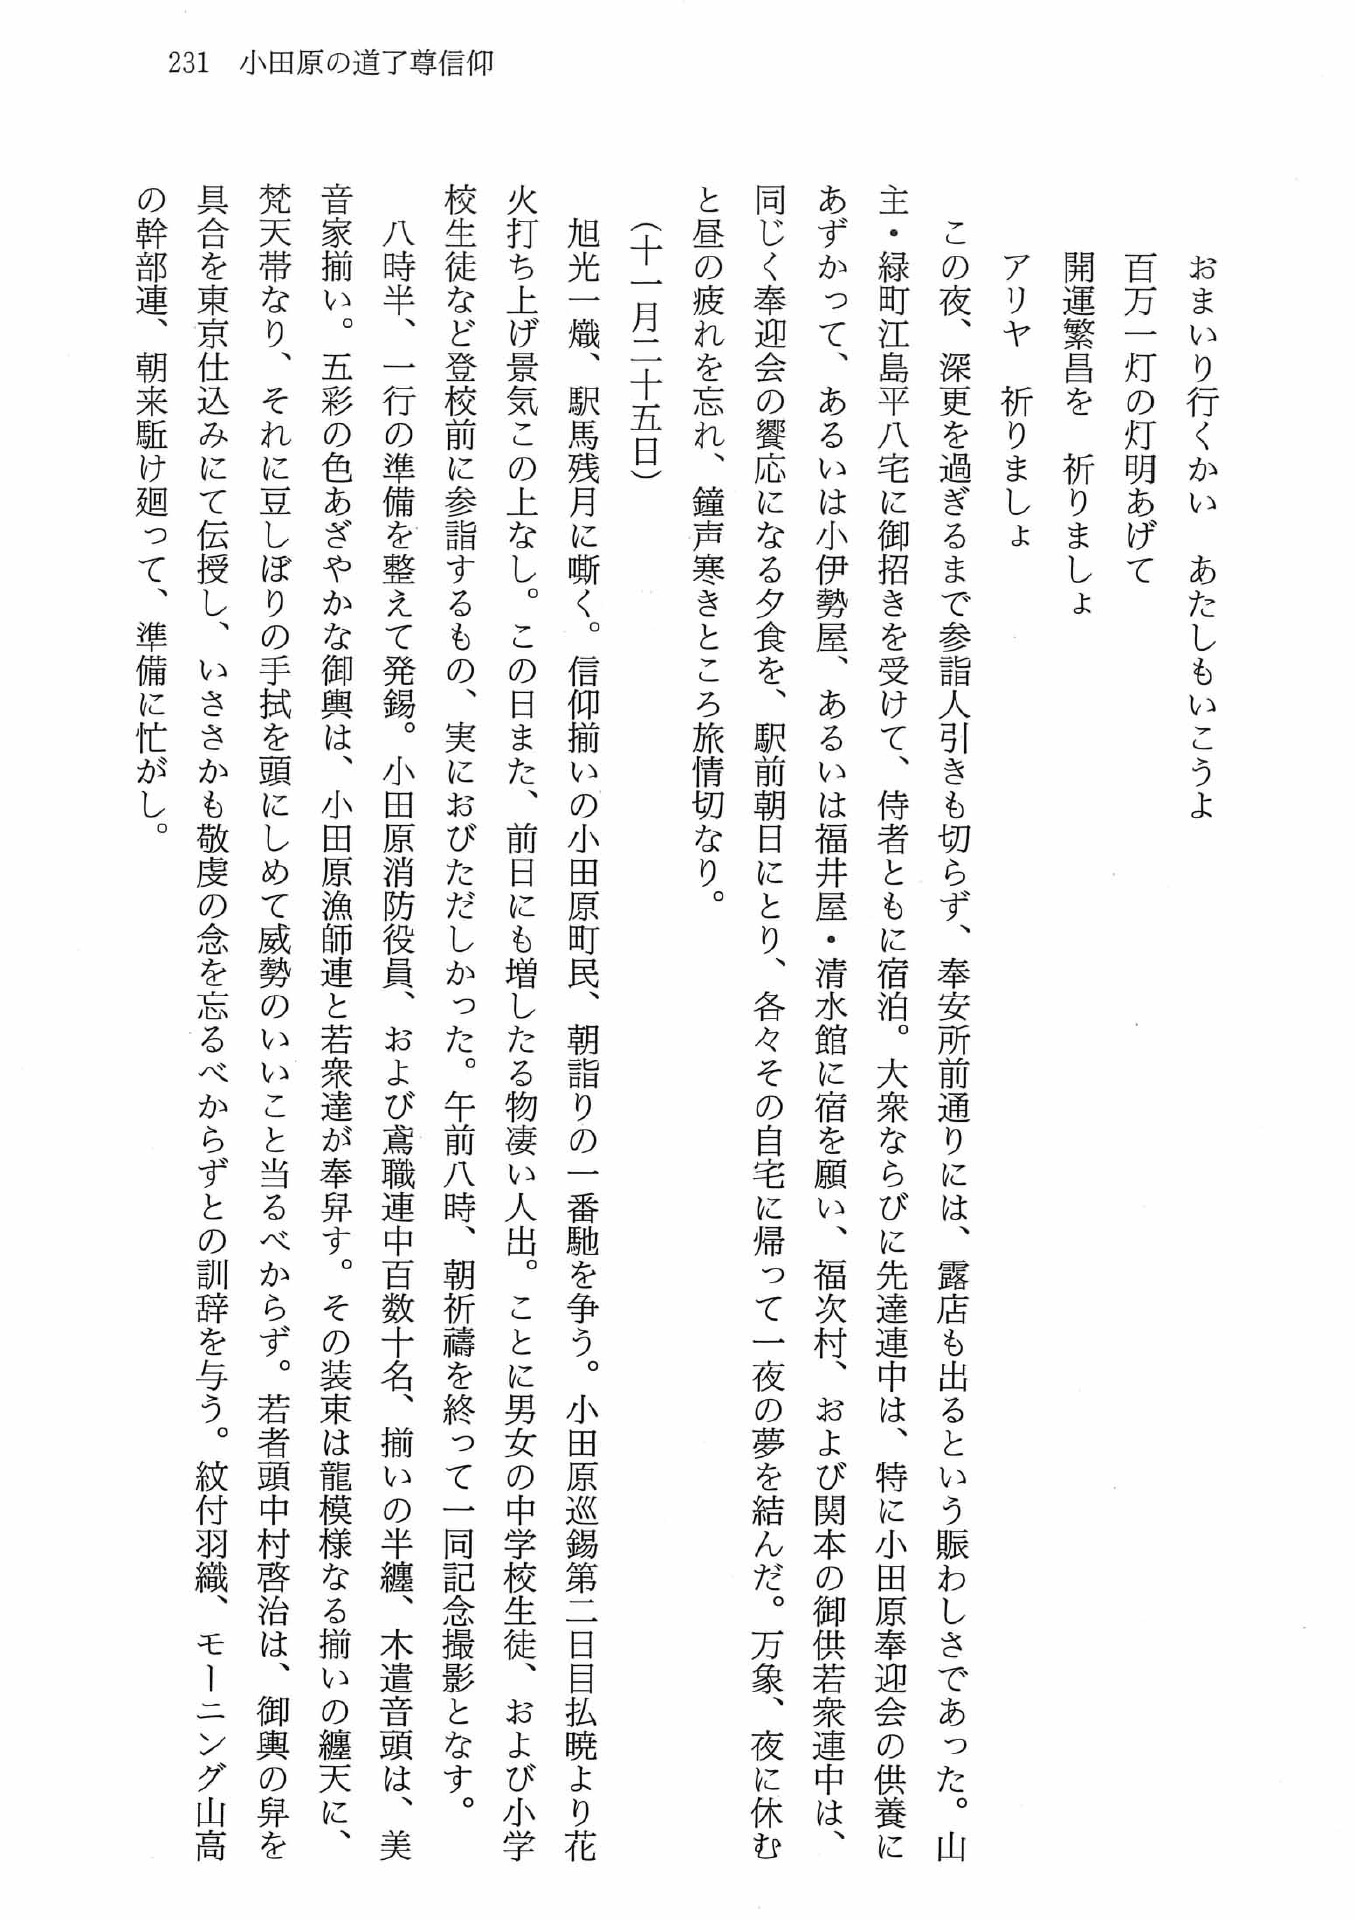 231　小田原の道了尊信仰
おまいり行くかい　あたしもいこうよ
百万一灯の灯明あげて
開運繁昌を　祈りましょ
アリヤ　祈りましょ
この夜、深更を過ぎるまで参詣人引きも切らず、奉安所前通りには、露店も出るという賑わしさであった。山
主・緑町江島平八宅に御招きを受けて、侍者ともに宿泊。大衆ならびに先達連中は、特に小田原奉迎会の供養に
あずかって、あるいは小伊勢屋、あるいは福井屋・清水館に宿を願い、福次村、および関本の御供若衆連中は、
同じく奉迎会の饗応になる夕食を、駅前朝日にとり、各々その自宅に帰って一夜の夢を結んだ。万象、夜に休む
と昼の疲れを忘れ、鐘声寒きところ旅情切なり。
（十一月二十五日）
旭光一熾、駅馬残月に嘶く。信仰揃いの小田原町民、朝詣りの一番馳を争う。小田原巡錫第二日目払暁より花
火打ち上げ景気この上なし。この日また、前日にも増したる物凄い人出。ことに男女の中学校生徒、および小学
校生徒など登校前に参詣するもの、実におびただしかった。午前八時、朝祈禱を終って一同記念撮影となす。
八時半、一行の準備を整えて発錫。小田原消防役員、および鳶職連中百数十名、揃いの半纏、木遣音頭は、美
音家揃い。五彩の色あざやかな御輿は、小田原漁師連と若衆達が奉舁す。その装束は龍模様なる揃いの纏天に、
梵天帯なり、それに豆しぼりの手拭を頭にしめて威勢のいいこと当るべからず。若者頭中村啓治は、御輿の舁を
具合を東京仕込みにて伝授し、いささかも敬虔の念を忘るべからずとの訓辞を与う。紋付羽織、モーニング山高
の幹部連、朝来駈け廻って、準備に忙がし。